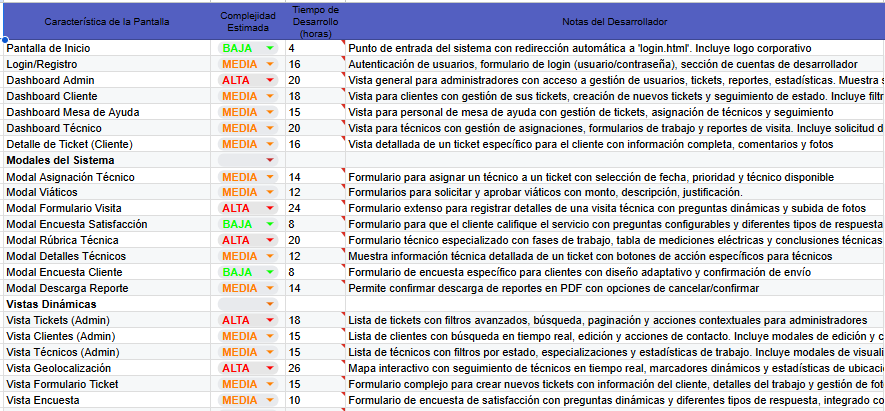 Característica de la Pantalla Complejidad Estimada Tiempo de Desarrollo (horas) Notas del Desarrollador
Pantalla de Inicio BAJA 4 Punto de entrada del sistema con redirección automática a 'login.html'. Incluye logo corporativo
Login/Registro MEDIA 16 Autenticación de usuarios, formulario de login (usuario/contraseña), sección de cuentas de desarrollador
Dashboard Admin ALTA 20 Vista general para administradores con acceso a gestión de usuarios, tickets, reportes, estadísticas. Muestra s
Dashboard Cliente MEDIA 18 Vista para clientes con gestión de sus tickets, creación de nuevos tickets y seguimiento de estado. Incluye filtr
Dashboard Mesa de Ayuda MEDIA 15 Vista para personal de mesa de ayuda con gestión de tickets, asignación de técnicos y seguimiento
Dashboard Técnico MEDIA 20 Vista para técnicos con gestión de asignaciones, formularios de trabajo y reportes de visita. Incluye solicitud d
Detalle de Ticket (Cliente) MEDIA 16 Vista detallada de un ticket específico para el cliente con información completa, comentarios y fotos
Modales del Sistema
Modal Asignación Técnico MEDIA 14 Formulario para asignar un técnico a un ticket con selección de fecha, prioridad y técnico disponible
Modal Viáticos MEDIA 12 Formularios para solicitar y aprobar viáticos con monto, descripción, justificación.
Modal Formulario Visita ALTA 24 Formulario extenso para registrar detalles de una visita técnica con preguntas dinámicas y subida de fotos
Modal Encuesta Satisfacción BAJA 8 Formulario para que el cliente califique el servicio con preguntas configurables y diferentes tipos de respuesta
Modal Rúbrica Técnica ALTA 20 Formulario técnico especializado con fases de trabajo, tabla de mediciones eléctricas y conclusiones técnicas
Modal Detalles Técnicos MEDIA 12 Muestra información técnica detallada de un ticket con botones de acción específicos para técnicos
Modal Encuesta Cliente BAJA 8 Formulario de encuesta específico para clientes con diseño adaptativo y confirmación de envío
Modal Descarga Reporte MEDIA 14 Permite confirmar descarga de reportes en PDF con opciones de cancelar/confirmar
Vistas Dinámicas
Vista Tickets (Admin) ALTA 18 Lista de tickets con filtros avanzados, búsqueda, paginación y acciones contextuales para administradores
Vista Clientes (Admin) MEDIA 15 Lista de clientes con búsqueda en tiempo real, edición y acciones de contacto. Incluye modales de edición y c
Vista Técnicos (Admin) MEDIA 15 Lista de técnicos con filtros por estado, especializaciones y estadísticas de trabajo. Incluye modales de visuali
Vista Geolocalización ALTA 26 Mapa interactivo con seguimiento de técnicos en tiempo real, marcadores dinámicos y estadísticas de ubicaci
Vista Formulario Ticket MEDIA 15 Formulario complejo para crear nuevos tickets con información del cliente, detalles del trabajo y gestión de fot
Vista Encuesta MEDIA 10 Formulario de encuesta de satisfacción con preguntas dinámicas y diferentes tipos de respuesta, integrado co